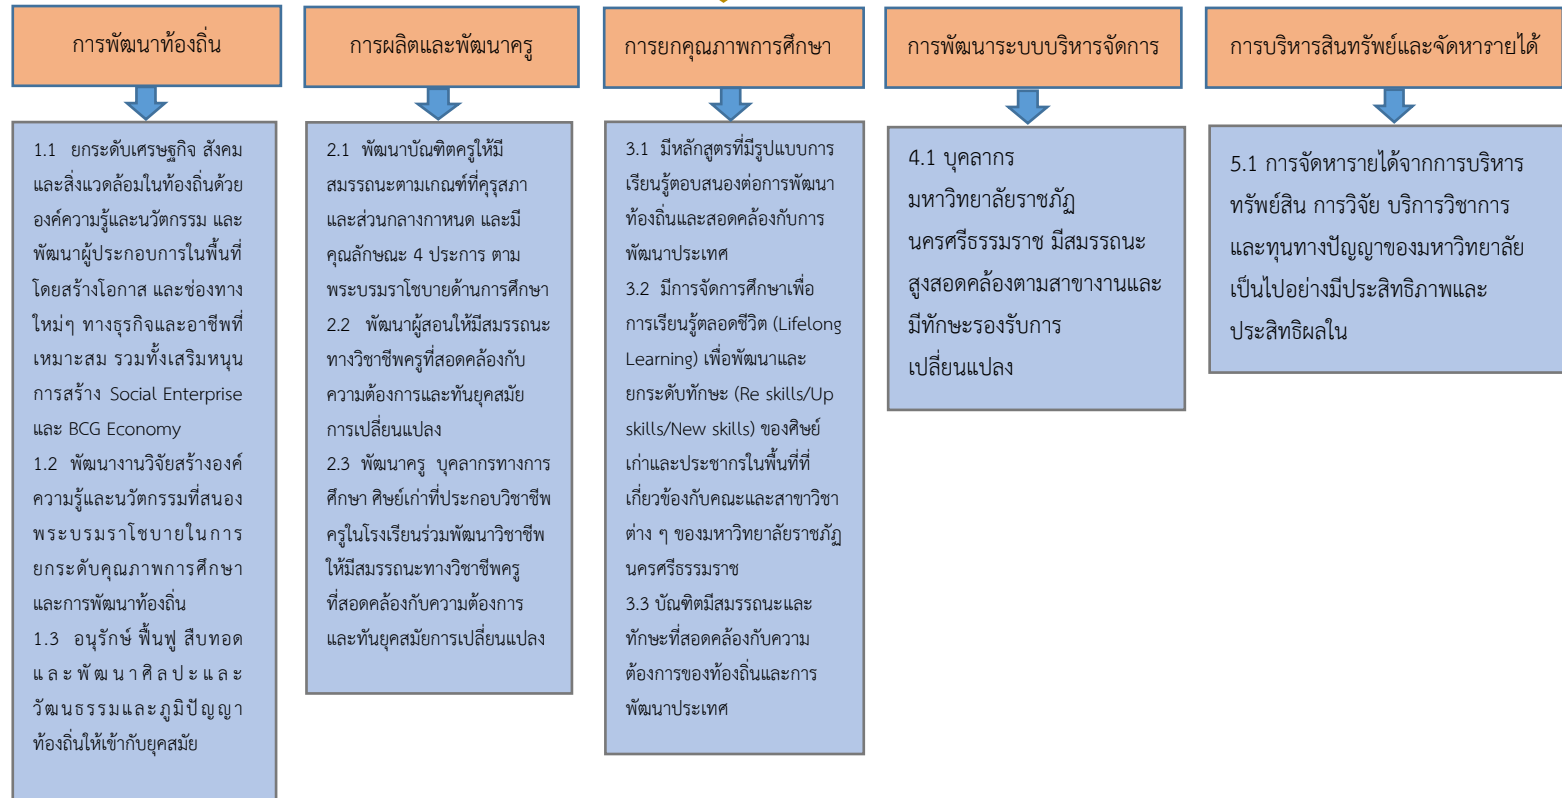 การพัฒนาท้องถิ่น
1.1 ยกระดับเศรษฐกิจ สังคม
และสิ่งแวดล้อมในท้องถิ่นด้วย
องค์ความรู้และนวัตกรรม และ
พัฒนาผู้ประกอบการในพื้นที่
โดยสร้างโอกาส และช่องทาง
ใหม่ๆ ทางธุรกิจและอาชีพที่
เหมาะสม รวมทั้งเสริมหนุน
การสร้าง Social Enterprise
และ BCG Economy
1.2 พัฒนางานวิจัยสร้างองค์
ความรู้และนวัตกรรมที่สนอง
พระบรมราโชบายในการ
ยกระดับคุณภาพการศึกษา
และการพัฒนาท้องถิ่น
1.3 อนุรักษ์ ฟื้นฟู สืบทอด
และพัฒนาศิลปะและ
วัฒนธรรมและภูมิปัญญา
ท้องถิ่นให้เข้ากับยุคสมัย
การผลิตและพัฒนาครู
2.1 พัฒนาบัณฑิตครูให้มี
สมรรถนะตามเกณฑ์ที่คุรุสภา
และส่วนกลางกาหนด และมี
คุณลักษณะ 4 ประการ ตาม
พระบรมราโชบายด้านการศึกษา
2.2 พัฒนาผู้สอนให้มีสมรรถนะ
ทางวิชาชีพครูที่สอดคล้องกับ
ความต้องการและทันยุคสมัย
การเปลี่ยนแปลง
2.3 พัฒนาครู บุคลากรทางการ
ศึกษา ศิษย์เก่าที่ประกอบวิชาชีพ
ครูในโรงเรียนร่วมพัฒนาวิชาชีพ
ให้มีสมรรถนะทางวิชาชีพครู
ที่สอดคล้องกับความต้องการ
และทันยุคสมัยการเปลี่ยนแปลง
การยกคุณภาพการศึกษา
3.1 มีหลักสูตรที่มีรูปแบบการ
เรียนรู้ตอบสนองต่อการพัฒนา
ท้องถิ่นและสอดคล้องกับการ
พัฒนาประเทศ
3.2 มีการจัดการศึกษาเพื่อ
การเรียนรู้ตลอดชีวิต (Lifelong
Learning) เพื่อพัฒนาและ
ยกระดับทักษะ (Re skills/Up
skills/New skills) ของศิษย์
เก่าและประชากรในพื้นที่ที่
เกี่ยวข้องกับคณะและสาขาวิชา
ต่าง ๆ ของมหาวิทยาลัยราชภัฏ
นครศรีธรรมราช
3.3 บัณฑิตมีสมรรถนะและ
ทักษะที่สอดคล้องกับความ
ต้องการของท้องถิ่นและการ
พัฒนาประเทศ
การพัฒนาระบบบริหารจัดการ
4.1 บุคลากร
มหาวิทยาลัยราชภัฏ
นครศรีธรรมราช มีสมรรถนะ
สูงสอดคล้องตามสาขางานและ
มีทักษะรองรับการ
เปลี่ยนแปลง
การบริหารสินทรัพย์และจัดหารายได้
5.1 การจัดหารายได้จากการบริหาร
ทรัพย์สิน การวิจัย บริการวิชาการ
และทุนทางปัญญาของมหาวิทยาลัย
เป็นไปอย่างมีประสิทธิภาพและ
ประสิทธิผลใน